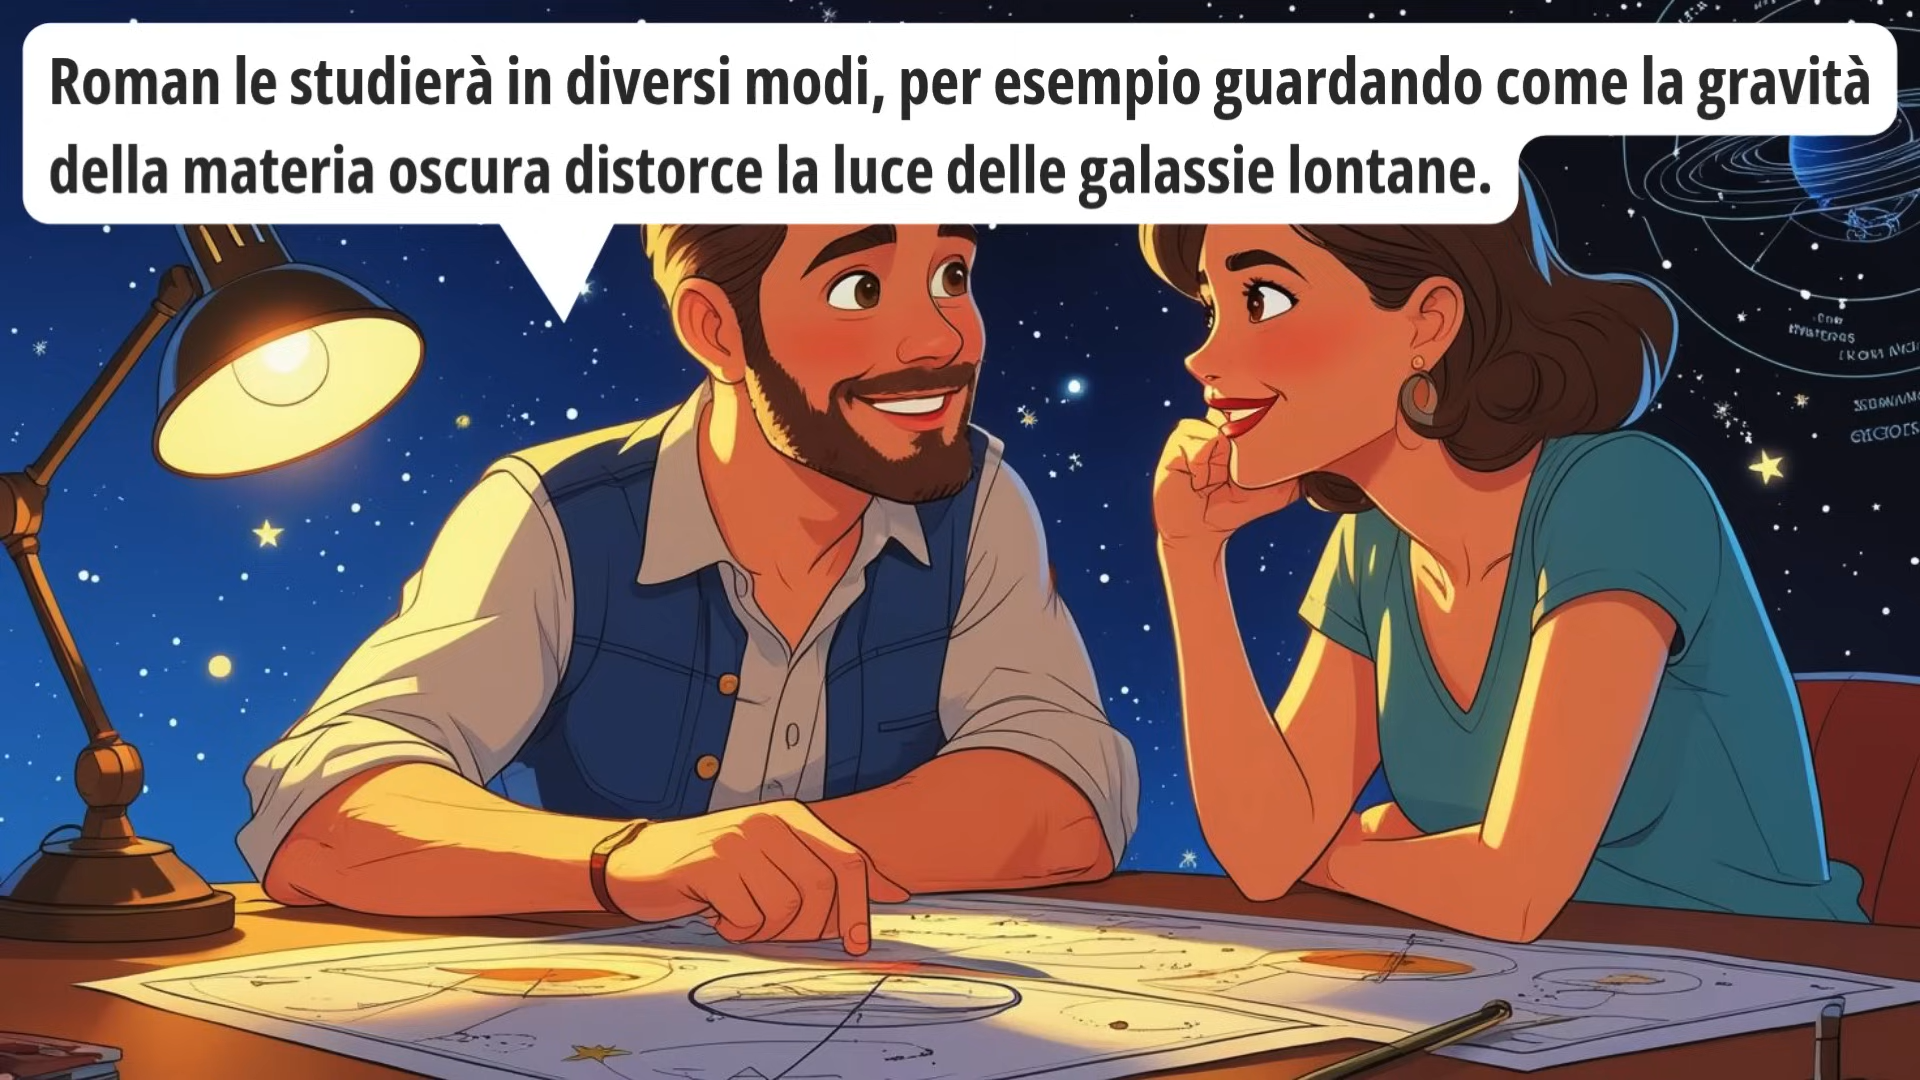 Roman le studierà in diversi modi, per esempio guardando come la gravità
della materia oscura distorce la luce delle galassie lontane.